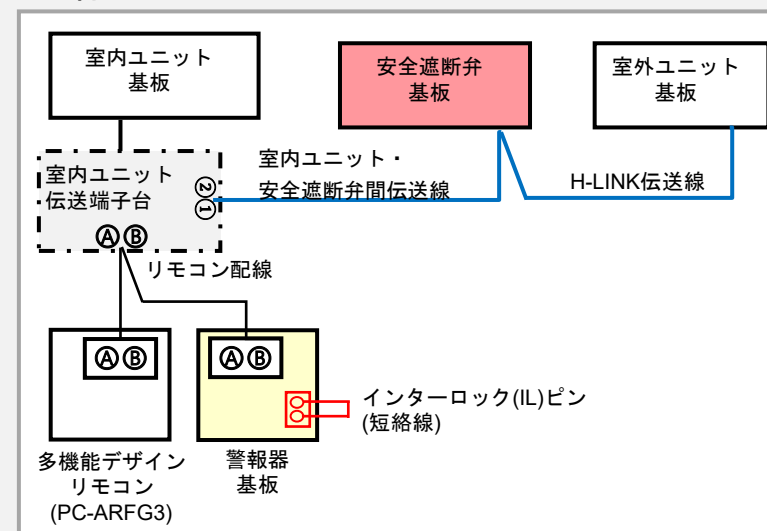 室内ユニット
基板
安全遮断弁
基板
室外ユニット
基板
室内ユニット
伝送端子台
②
①
Ⓐ Ⓑ
室内ユニット・
安全遮断弁間伝送線
H-LINK伝送線
リモコン配線
Ⓐ Ⓑ
Ⓐ Ⓑ
インターロック(IL)ピン
(短絡線)
多機能デザイン
リモコン
(PC-ARFG3)
警報器
基板